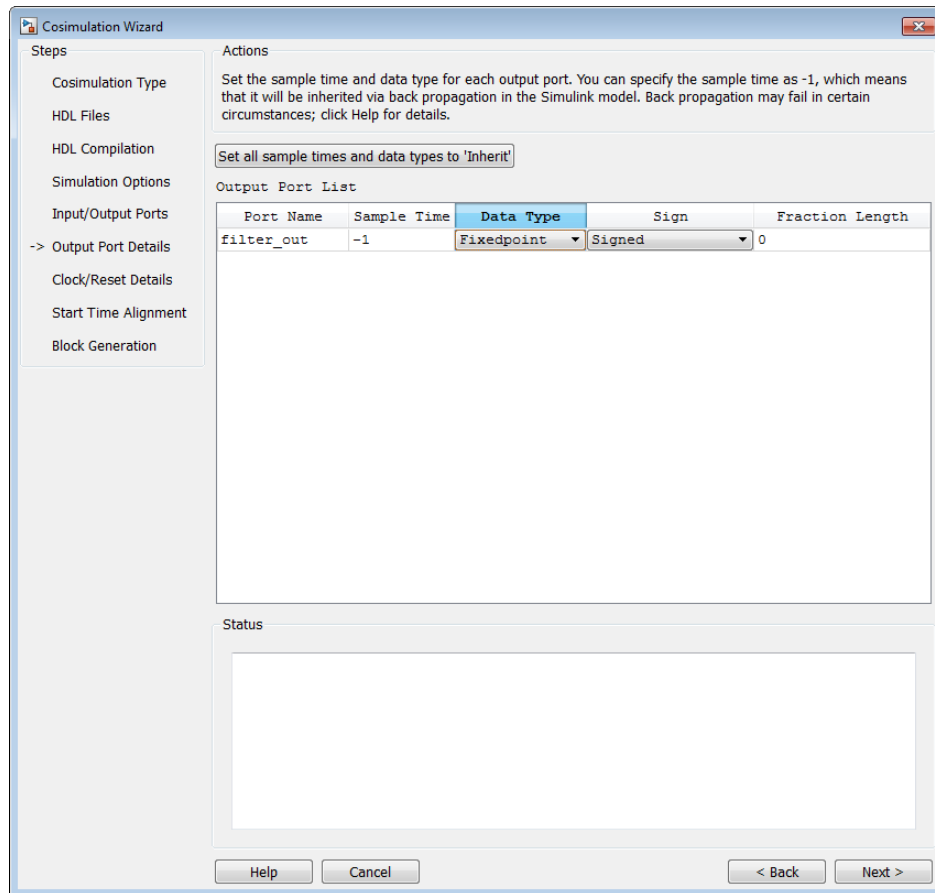 Cosimulation Wizard
Steps
Cosimulation Type
HDL Files
HDL Compilation
Simulation Options
Input/Output Ports
-> Output Port Details
Clock/Reset Details
Start Time Alignment
Block Generation
Actions
Set the sample time and data type for each output port. You can specify the sample time as -1, which means
that it will be inherited via back propagation in the Simulink model. Back propagation may fail in certain
circumstances; click Help for details.
Set all sample times and data types to 'Inherit'
Output Port List
Port Name Sample Time Data Type Sign Fraction Length
filter_out -1 Fixedpoint Signed 0
Status
Help Cancel < Back Next >